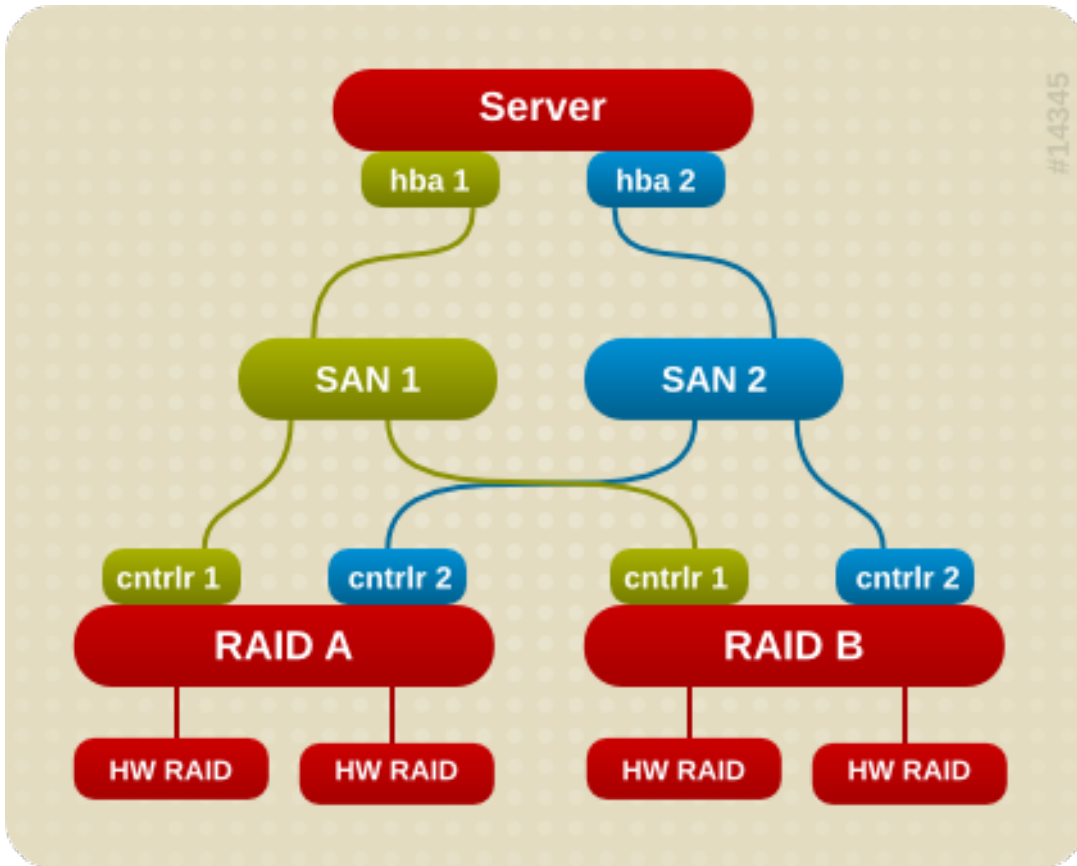 Server
#14345
hba 1
hba 2
SAN 1
SAN 2
cntrlr 1
cntrlr 2
cntrlr 1
cntrlr 2
RAID A
RAID B
HW RAID
HW RAID
HW RAID
HW RAID